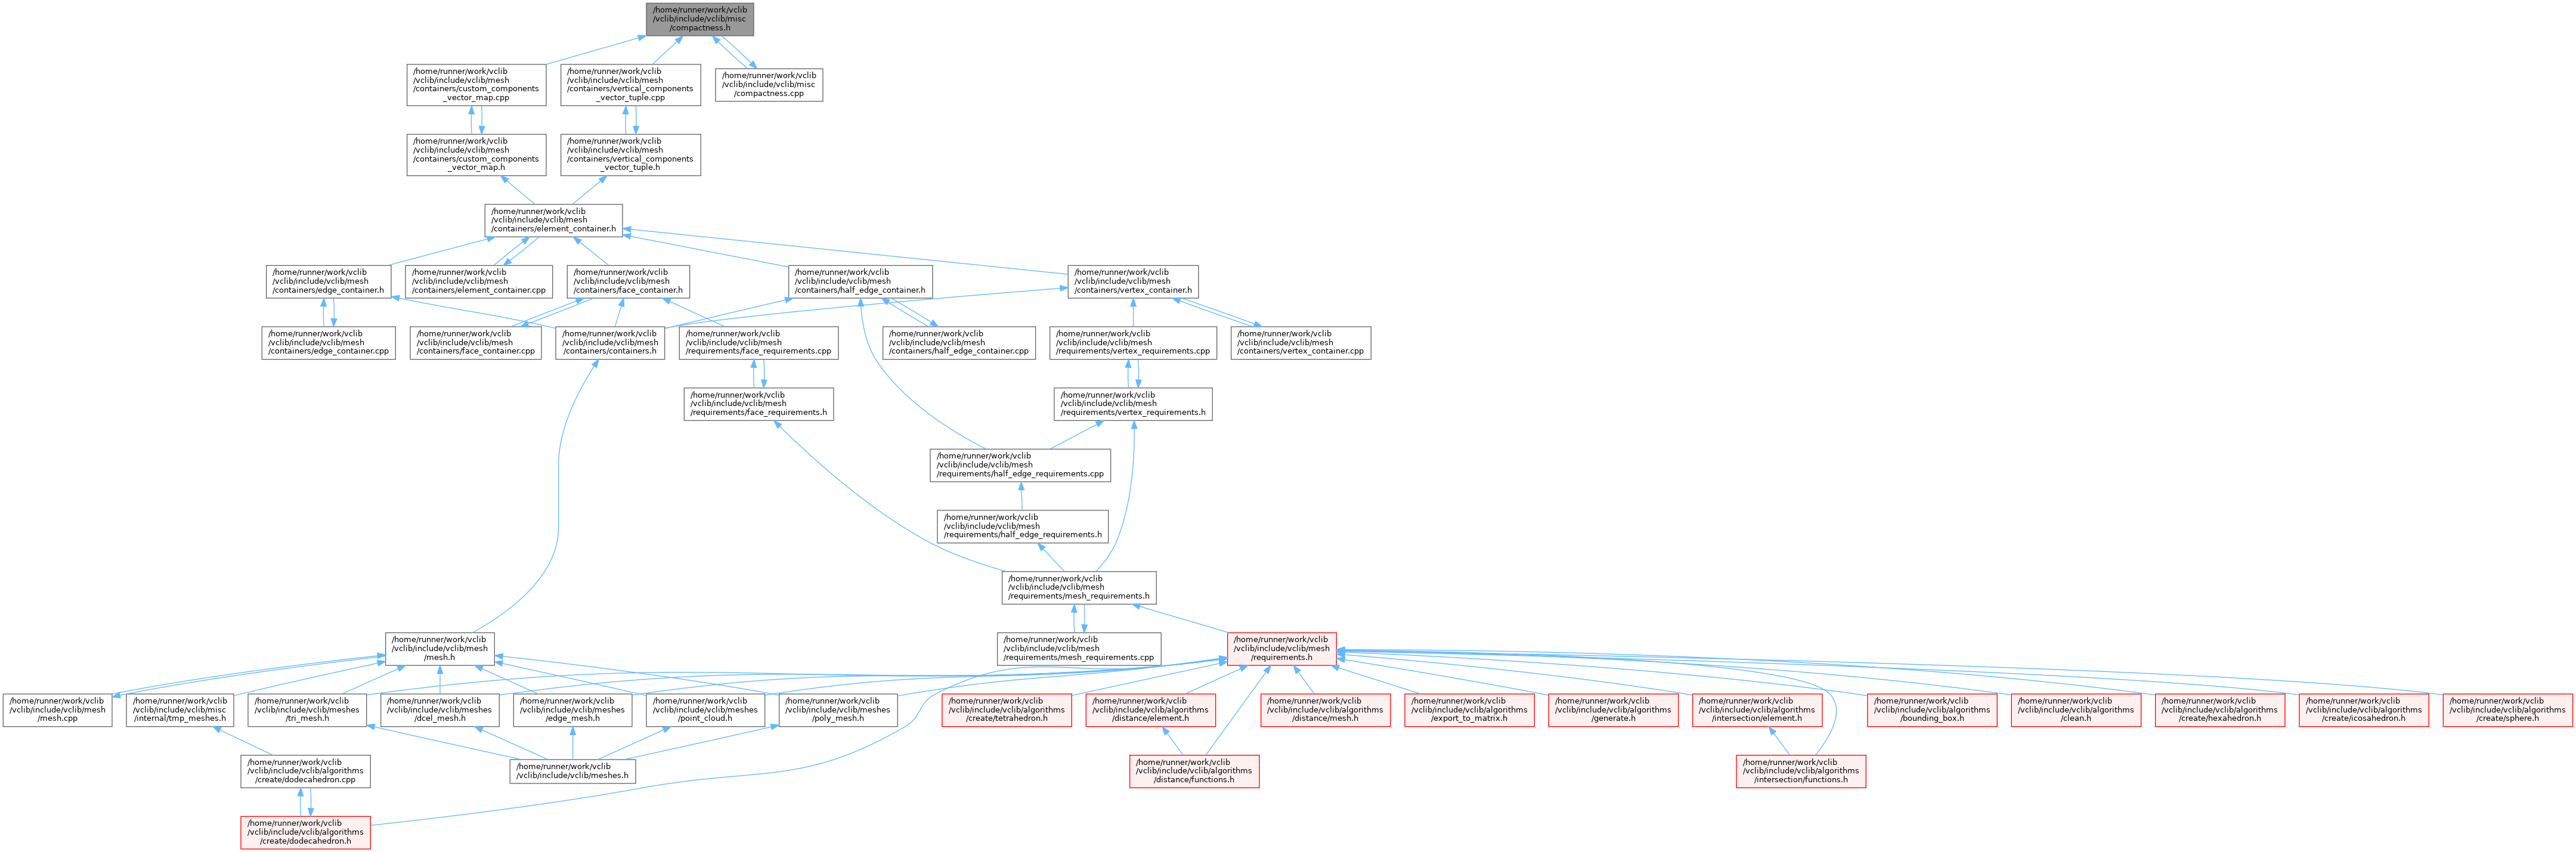 /home/runner/work/vclib
/vclib/include/vclib/misc
/compactness.h
/home/runner/work/vclib
/vclib/include/vclib/mesh
/containers/custom_components
_vector_map.cpp
/home/runner/work/vclib
/vclib/include/vclib/mesh
/containers/vertical_components
_vector_tuple.cpp
/home/runner/work/vclib
/vclib/include/vclib/misc
/compactness.cpp
/home/runner/work/vclib
/vclib/include/vclib/mesh
/containers/custom_components
_vector_map.h
/home/runner/work/vclib
/vclib/include/vclib/mesh
/containers/vertical_components
_vector_tuple.h
/home/runner/work/vclib
/vclib/include/vclib/mesh
/containers/element_container.h
/home/runner/work/vclib
/vclib/include/vclib/mesh
/containers/edge_container.h
/home/runner/work/vclib
/vclib/include/vclib/mesh
/containers/element_container.cpp
/home/runner/work/vclib
/vclib/include/vclib/mesh
/containers/face_container.h
/home/runner/work/vclib
/vclib/include/vclib/mesh
/containers/half_edge_container.h
/home/runner/work/vclib
/vclib/include/vclib/mesh
/containers/vertex_container.h
/home/runner/work/vclib
/vclib/include/vclib/mesh
/containers/edge_container.cpp
/home/runner/work/vclib
/vclib/include/vclib/mesh
/containers/face_container.cpp
/home/runner/work/vclib
/vclib/include/vclib/mesh
/containers/containers.h
/home/runner/work/vclib
/vclib/include/vclib/mesh
/requirements/face_requirements.cpp
/home/runner/work/vclib
/vclib/include/vclib/mesh
/containers/half_edge_container.cpp
/home/runner/work/vclib
/vclib/include/vclib/mesh
/requirements/vertex_requirements.cpp
/home/runner/work/vclib
/vclib/include/vclib/mesh
/containers/vertex_container.cpp
/home/runner/work/vclib
/vclib/include/vclib/mesh
/requirements/face_requirements.h
/home/runner/work/vclib
/vclib/include/vclib/mesh
/requirements/vertex_requirements.h
/home/runner/work/vclib
/vclib/include/vclib/mesh
/requirements/half_edge_requirements.cpp
/home/runner/work/vclib
/vclib/include/vclib/mesh
/requirements/half_edge_requirements.h
/home/runner/work/vclib
/vclib/include/vclib/mesh
/requirements/mesh_requirements.h
/home/runner/work/vclib
/vclib/include/vclib/mesh
/mesh.h
/home/runner/work/vclib
/vclib/include/vclib/mesh
/requirements/mesh_requirements.cpp
/home/runner/work/vclib
/vclib/include/vclib/mesh
/requirements.h
/home/runner/work/vclib
/vclib/include/vclib/mesh
/mesh.cpp
/home/runner/work/vclib
/vclib/include/vclib/misc
/internal/tmp_meshes.h
/home/runner/work/vclib
/vclib/include/vclib/meshes
/tri_mesh.h
/home/runner/work/vclib
/vclib/include/vclib/meshes
/dcel_mesh.h
/home/runner/work/vclib
/vclib/include/vclib/meshes
/edge_mesh.h
/home/runner/work/vclib
/vclib/include/vclib/meshes
/point_cloud.h
/home/runner/work/vclib
/vclib/include/vclib/meshes
/poly_mesh.h
/home/runner/work/vclib
/vclib/include/vclib/algorithms
/create/tetrahedron.h
/home/runner/work/vclib
/vclib/include/vclib/algorithms
/distance/element.h
/home/runner/work/vclib
/vclib/include/vclib/algorithms
/distance/mesh.h
/home/runner/work/vclib
/vclib/include/vclib/algorithms
/export_to_matrix.h
/home/runner/work/vclib
/vclib/include/vclib/algorithms
/generate.h
/home/runner/work/vclib
/vclib/include/vclib/algorithms
/intersection/element.h
/home/runner/work/vclib
/vclib/include/vclib/algorithms
/bounding_box.h
/home/runner/work/vclib
/vclib/include/vclib/algorithms
/clean.h
/home/runner/work/vclib
/vclib/include/vclib/algorithms
/create/hexahedron.h
/home/runner/work/vclib
/vclib/include/vclib/algorithms
/create/icosahedron.h
/home/runner/work/vclib
/vclib/include/vclib/algorithms
/create/sphere.h
/home/runner/work/vclib
/vclib/include/vclib/algorithms
/create/dodecahedron.cpp
/home/runner/work/vclib
/vclib/include/vclib/meshes.h
/home/runner/work/vclib
/vclib/include/vclib/algorithms
/distance/functions.h
/home/runner/work/vclib
/vclib/include/vclib/algorithms
/intersection/functions.h
/home/runner/work/vclib
/vclib/include/vclib/algorithms
/create/dodecahedron.h